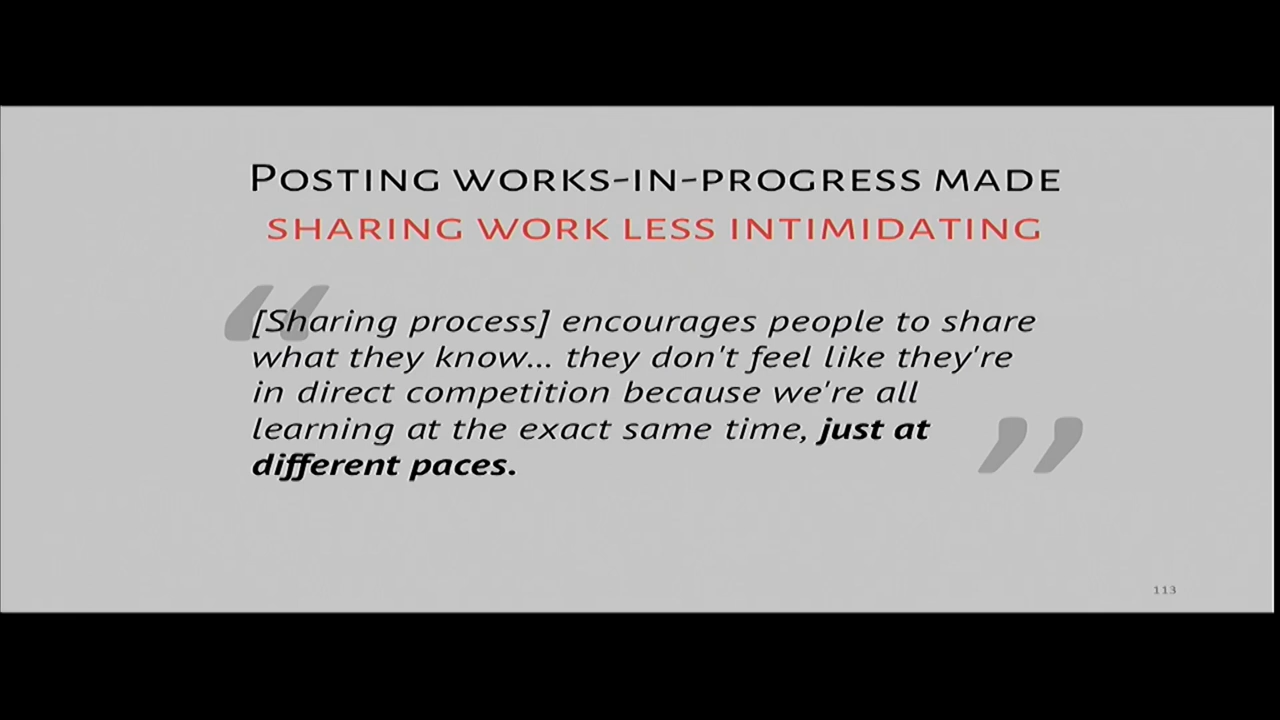 POSTING WORKS-IN-PROGRESS MADE
SHARING WORK LESS INTIMIDATING
“[Sharing process] encourages people to share
what they know... they don't feel like they're
in direct competition because we're all
learning at the exact same time, just at
different paces.”
113